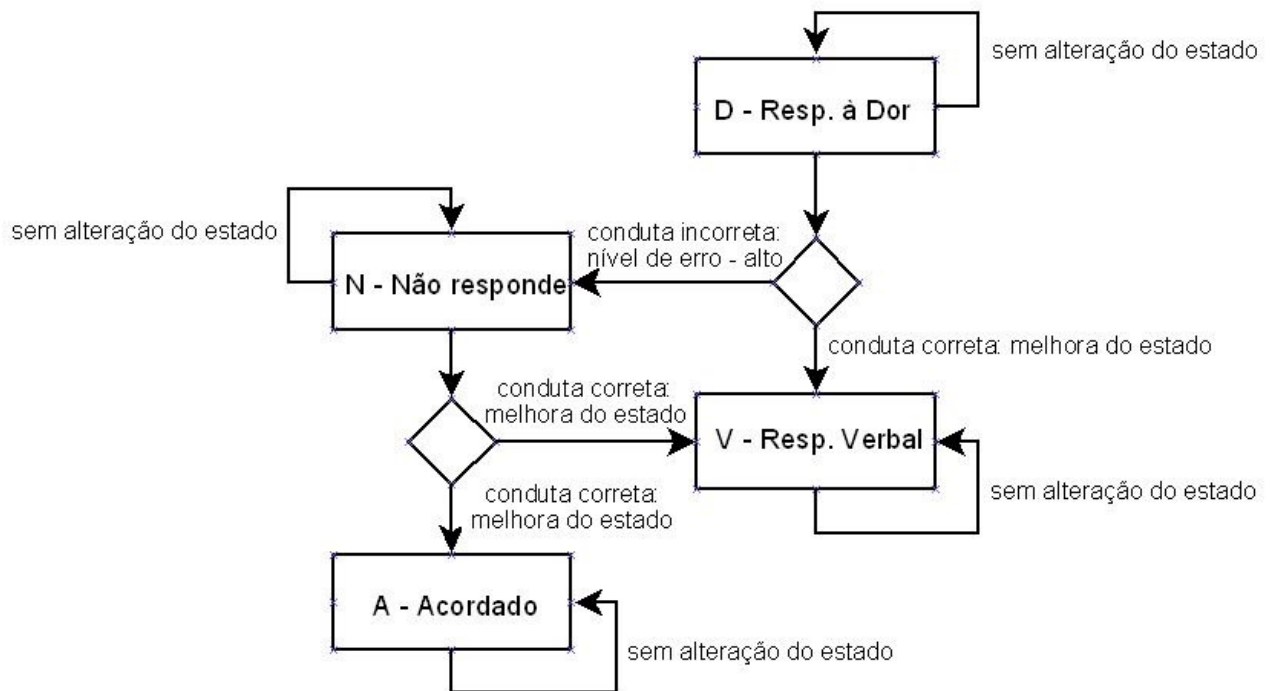 sem alteração do estado
D - Resp. à Dor
sem alteração do estado
conduta incorreta:
nível de erro - alto
N - Não responde
conduta correta: melhora do estado
conduta correta:
melhora do estado
V - Resp. Verbal
sem alteração do estado
conduta correta:
melhora do estado
A - Acordado
sem alteração do estado